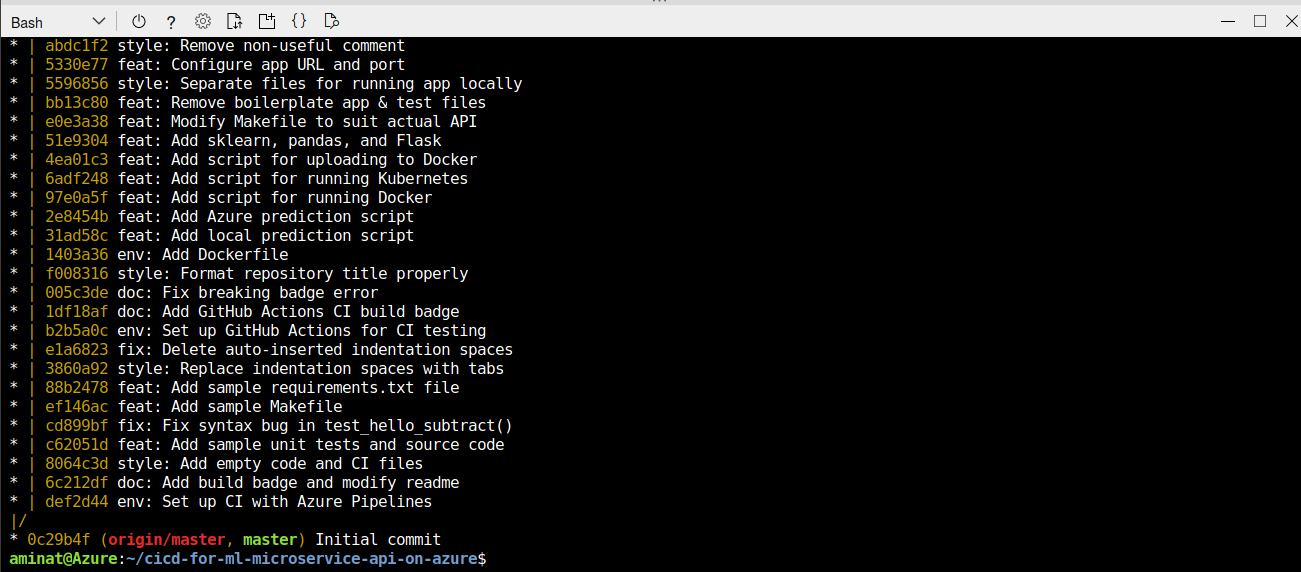 Bash
?
{}
* | abdc1f2 style: Remove non-useful comment
* | 5330e77 feat: Configure app URL and port
* | 5596856 style: Separate files for running app locally
* | bb13c80 feat: Remove boilerplate app & test files
* | e0e3a38 feat: Modify Makefile to suit actual API
* | 51e9304 feat: Add sklearn, pandas, and Flask
* | 4ea01c3 feat: Add script for uploading to Docker
* | 6adf248 feat: Add script for running Kubernetes
* | 97e0a5f feat: Add script for running Docker
* | 2e8454b feat: Add Azure prediction script
* | 31ad58c feat: Add local prediction script
* | 1403a36 env: Add Dockerfile
* | f008316 style: Format repository title properly
* | 005c3de doc: Fix breaking badge error
* | 1df18af doc: Add GitHub Actions CI build badge
* | b2b5a0c env: Set up GitHub Actions for CI testing
* | e1a6823 fix: Delete auto-inserted indentation spaces
* | 3860a92 style: Replace indentation spaces with tabs
* | 88b2478 feat: Add sample requirements.txt file
* | ef146ac feat: Add sample Makefile
* | cd899bf fix: Fix syntax bug in test_hello_subtract()
* | c62051d feat: Add sample unit tests and source code
* | 8064c3d style: Add empty code and CI files
* | 6c212df doc: Add build badge and modify readme
* | def2d44 env: Set up CI with Azure Pipelines
|/
* 0c29b4f (origin/master, master) Initial commit
aminat@Azure:~/cicd-for-ml-microservice-api-on-azure$